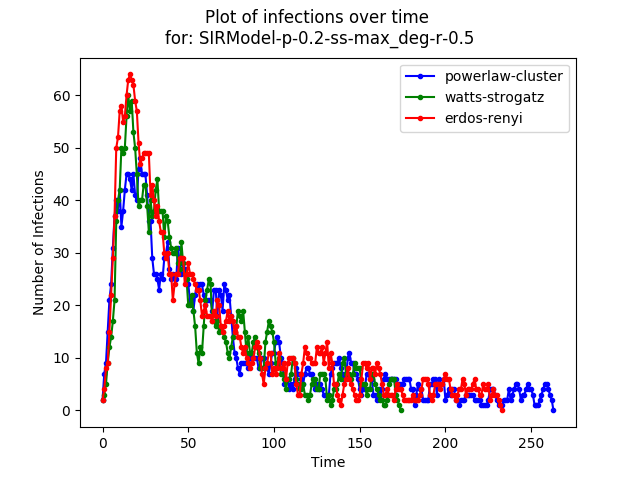 Plot of infections over time
for: SIRModel-p-0.2-ss-max_deg-r-0.5
powerlaw-cluster
watts-strogatz
erdos-renyi
Number of Infections
60
50
40
30
20
10
0
0 50 100 150 200 250
Time